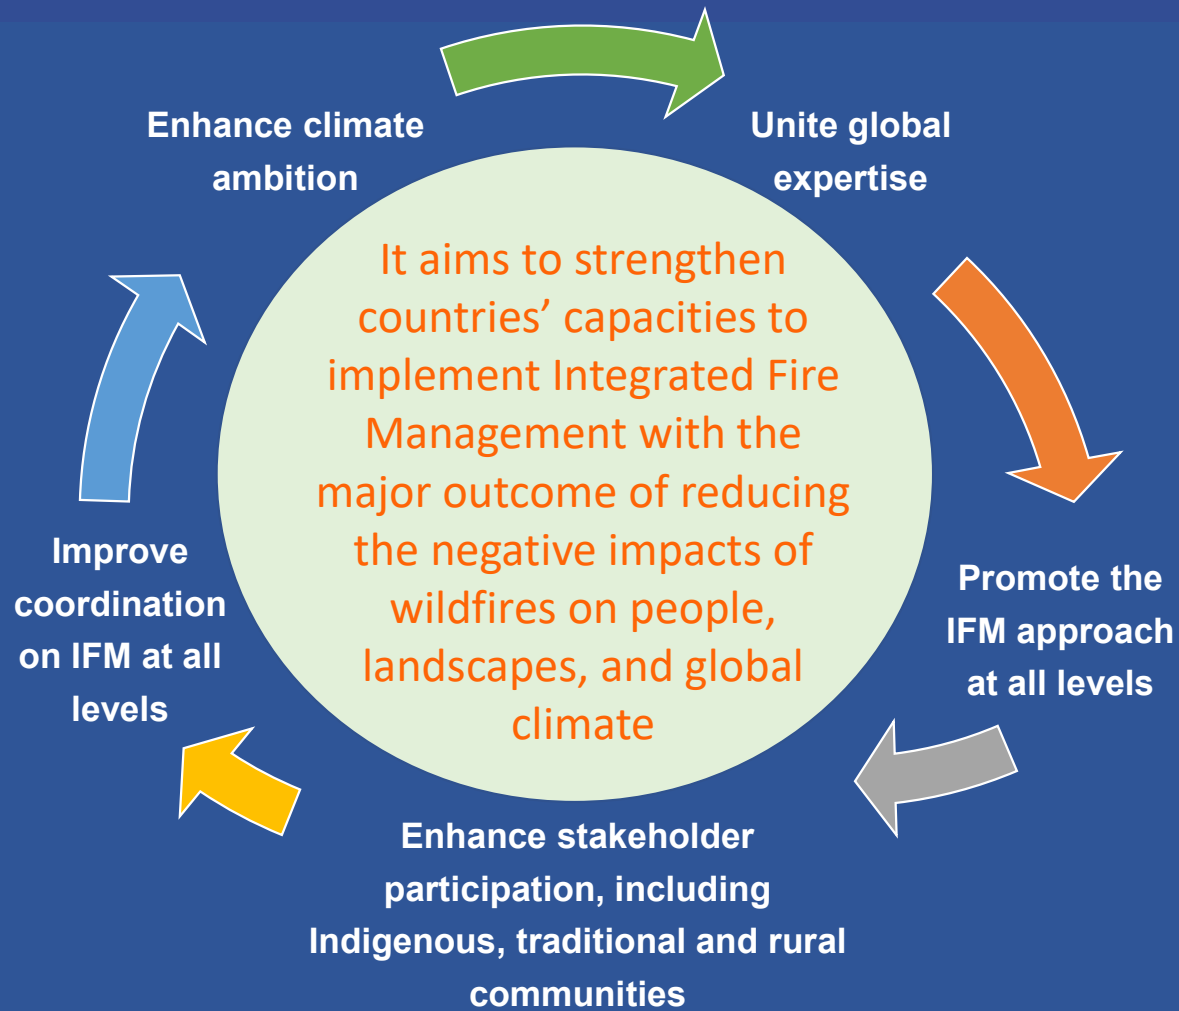 Enhance climate
ambition
Unite global
expertise
It aims to strengthen
countries’ capacities to
implement Integrated Fire
Management with the
major outcome of reducing
the negative impacts of
wildfires on people,
landscapes, and global
climate
Promote the
IFM approach
at all levels
Enhance stakeholder
participation, including
Indigenous, traditional and rural
communities
Improve
coordination
on IFM at all
levels